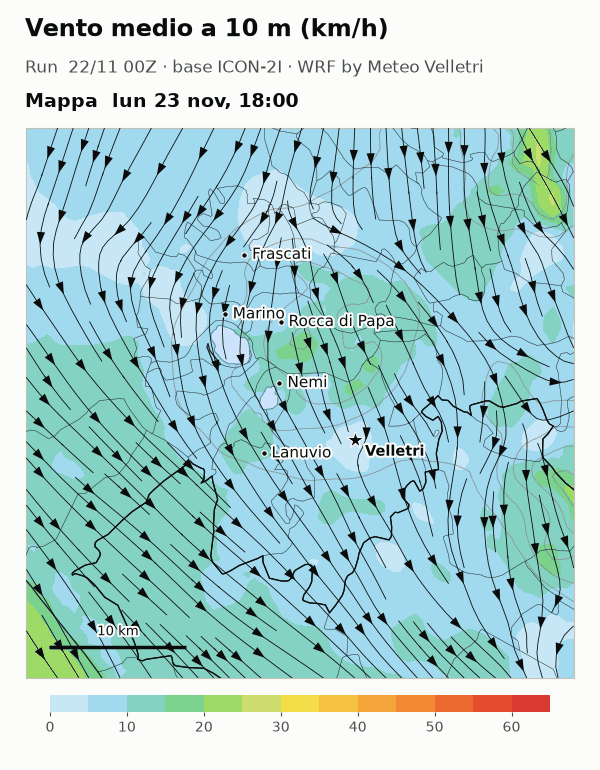 Vento medio a 10 m (km/h)
Run  22/11 00Z · base ICON-2I · WRF by Meteo Velletri
Mappa  lun 23 nov, 18:00
Frascati
Marino
Rocca di Papa
Nemi
Velletri
Lanuvio
10 km
0 10 20 30 40 50 60